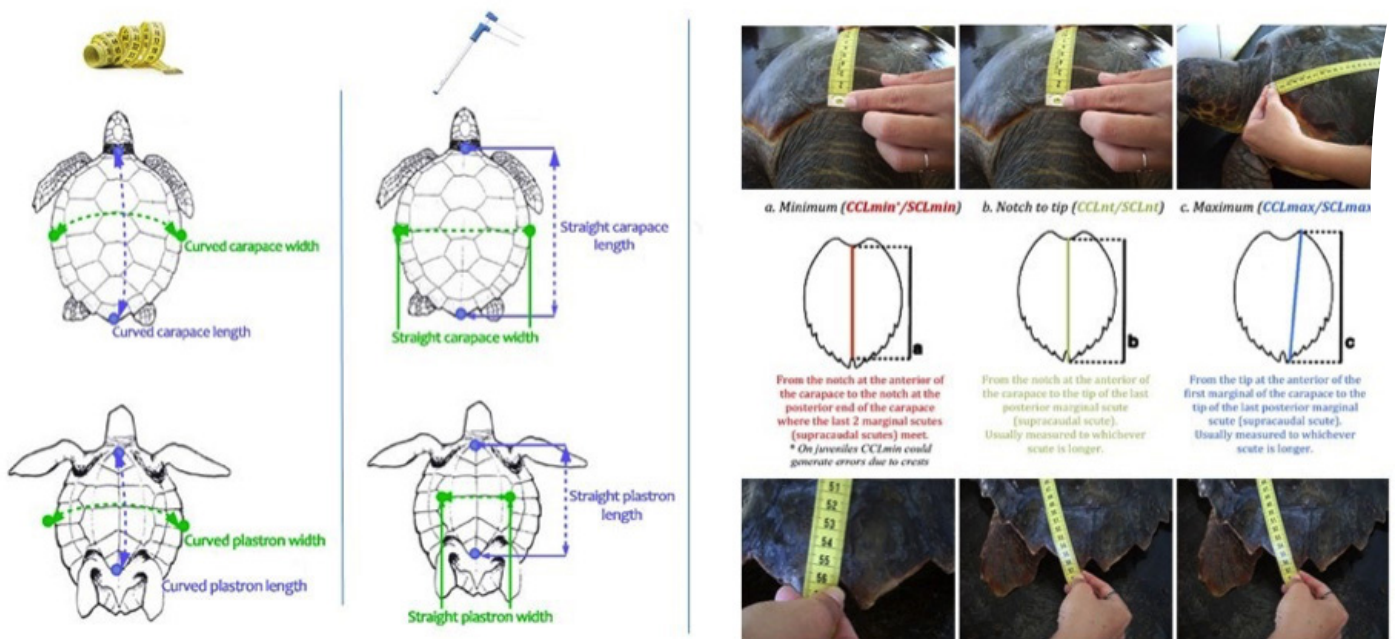 Curved carapace width
Curved carapace length
Straight carapace
length
Straight carapace width
Curved plastron width
Curved plastron length
Straight plastron
length
Straight plastron width
a. Minimum (CCLmin*/SCLmin)
b. Notch to tip (CCLnt/SCLnt)
c. Maximum (CCLmax/SCLmax
a
b
c
From the notch at the anterior of
the carapace to the notch at the
posterior end of the carapace
where the last 2 marginal scutes
(supracaudal scutes) meet.
* On juveniles CCLmin could
generate errors due to crests
From the notch at the anterior of
the carapace to the tip of the last
posterior marginal scute
(supracaudal scute).
Usually measured to whichever
scute is longer.
From the tip at the anterior of the
first marginal of the carapace to the
tip of the last posterior marginal
scute (supracaudal scute).
Usually measured to whichever
scute is longer.
51
52
53
54
55
56